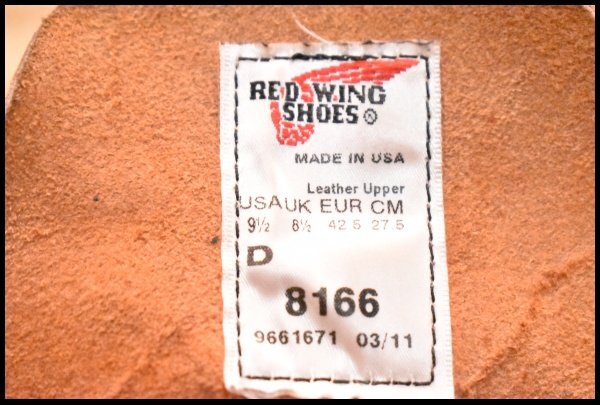 RED WING
SHOES ®
MADE IN USA
Leather Upper
USA UK EUR CM
9½ 8½ 42.5 27.5
D
8166
9661671 03/11